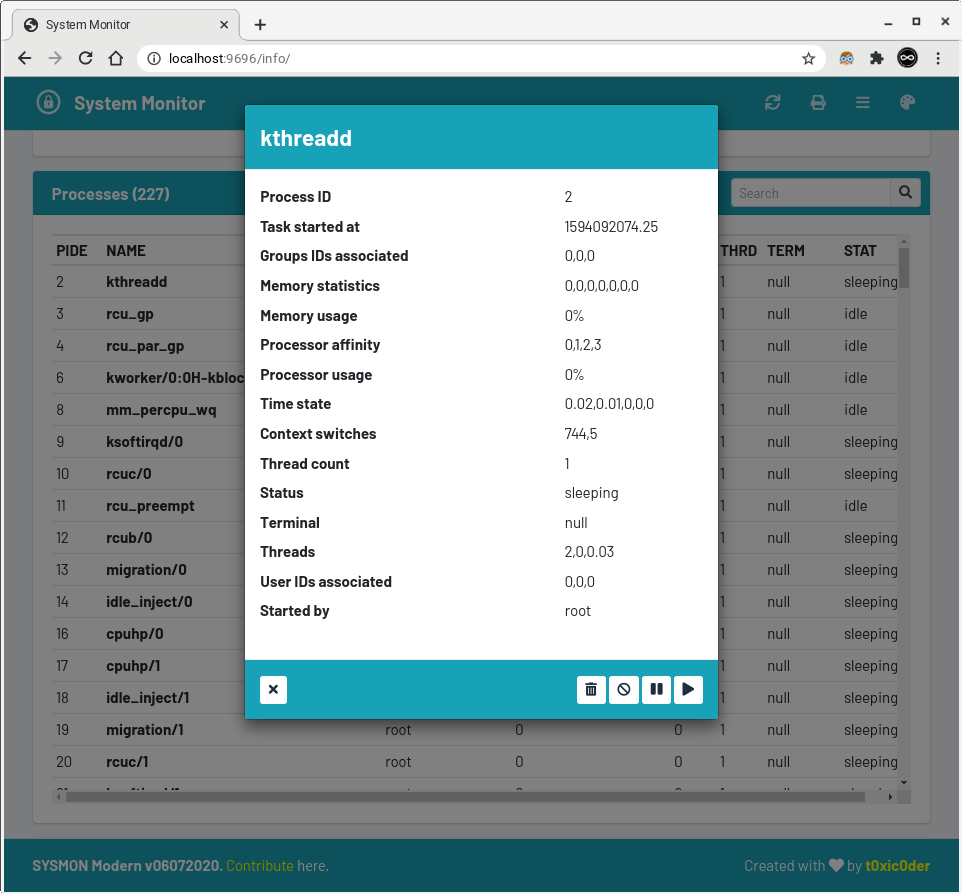 System Monitor
localhost:9696/info/
System Monitor
kthreadd
Processes (227)
Search
Process ID 2
Task started at 1594092074.25
Groups IDs associated 0,0,0
Memory statistics 0,0,0,0,0,0,0
Memory usage 0%
Processor affinity 0,1,2,3
Processor usage 0%
Time state 0.02,0.01,0,0,0
Context switches 744,5
Thread count 1
Status sleeping
Terminal null
Threads 2,0,0.03
User IDs associated 0,0,0
Started by root
PIDE NAME THRD TERM STAT
2 kthreadd 1 null sleeping
3 rcu_gp 1 null idle
4 rcu_par_gp 1 null idle
6 kworker/0:0H-kbloc 1 null idle
8 mm_percpu_wq 1 null idle
9 ksoftirqd/0 1 null sleeping
10 rcuc/0 1 null sleeping
11 rcu_preempt 1 null idle
12 rcub/0 1 null sleeping
13 migration/0 1 null sleeping
14 idle_inject/0 1 null sleeping
16 cpuhp/0 1 null sleeping
17 cpuhp/1 1 null sleeping
18 idle_inject/1 1 null sleeping
19 migration/1 root 0 0 1 null sleeping
20 rcuc/1 root 0 0 1 null sleeping
SYSMON Modern v06072020. Contribute here.
Created with ♥ by t0xic0der